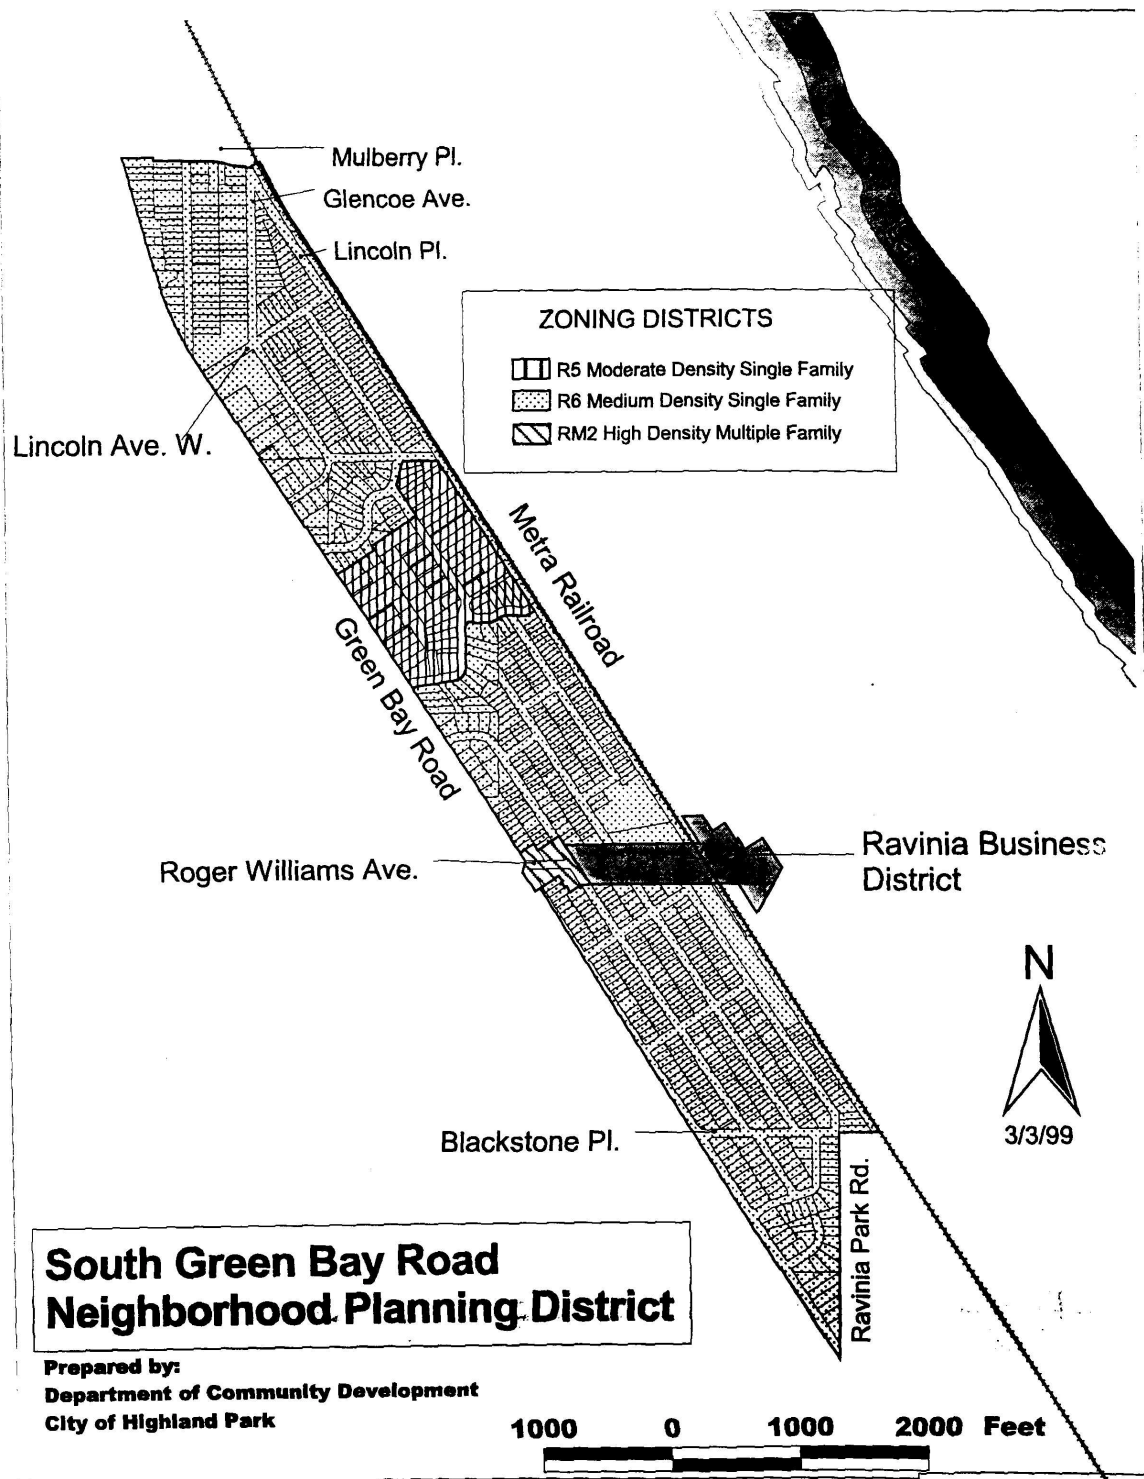 Mulberry Pl.
Glencoe Ave.
Lincoln Pl.
ZONING DISTRICTS
R5 Moderate Density Single Family
R6 Medium Density Single Family
RM2 High Density Multiple Family
Lincoln Ave. W.
Metra Railroad
Green Bay Road
Roger Williams Ave.
Ravinia Business
District
N
3/3/99
Blackstone Pl.
Ravinia Park Rd.
South Green Bay Road
Neighborhood Planning District
Prepared by:
Department of Community Development
City of Highland Park
1000 0 1000 2000 Feet